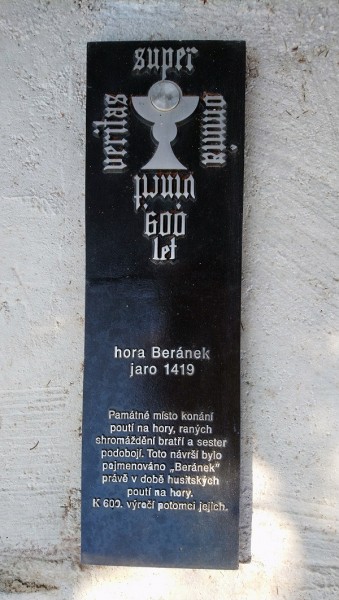 super
veritas
omnia
vincit
600
let
hora Beránek
jaro 1419
Památné místo konání
poutí na hory, raných
shromáždění bratří a sester
podobojí. Toto návrší bylo
pojmenováno „Beránek"
právě v době husitských
poutí na hory.
K 600. výročí potomci jejich.